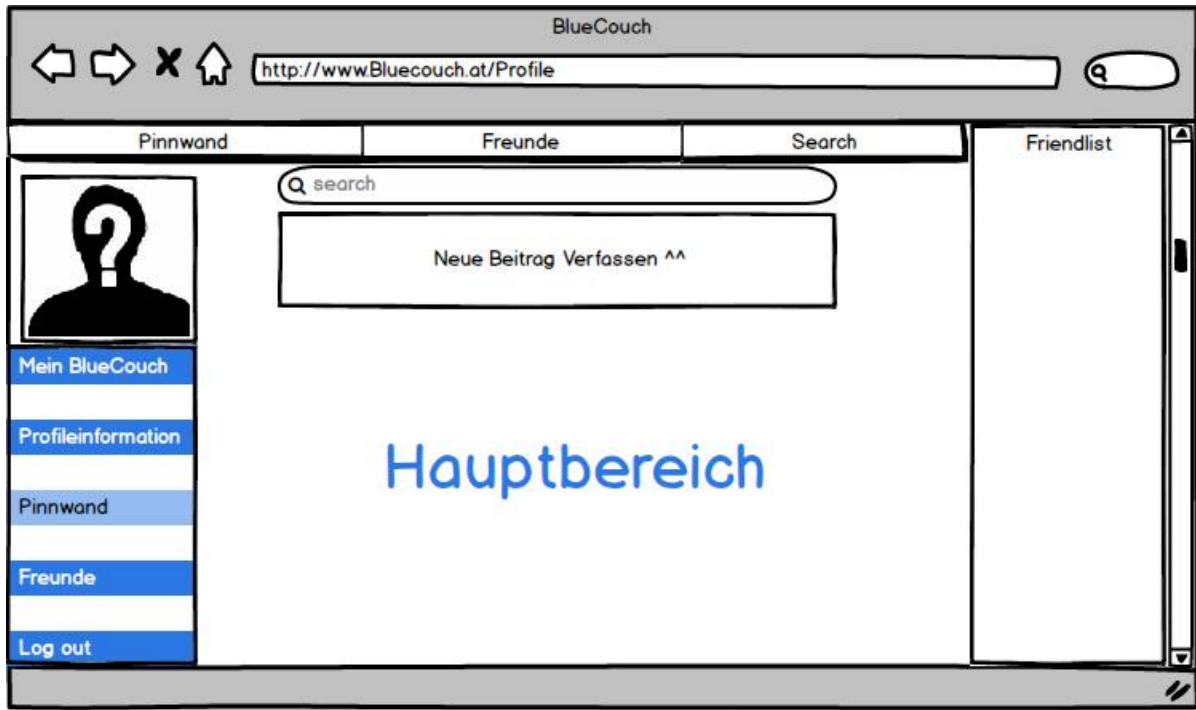 BlueCouch
http://www.Bluecouch.at/Profile
Pinnwand
Freunde
Search
Friendlist
search
Neue Beitrag Verfassen ^^
Mein BlueCouch
Profileinformation
Pinnwand
Freunde
Log out
Hauptbereich